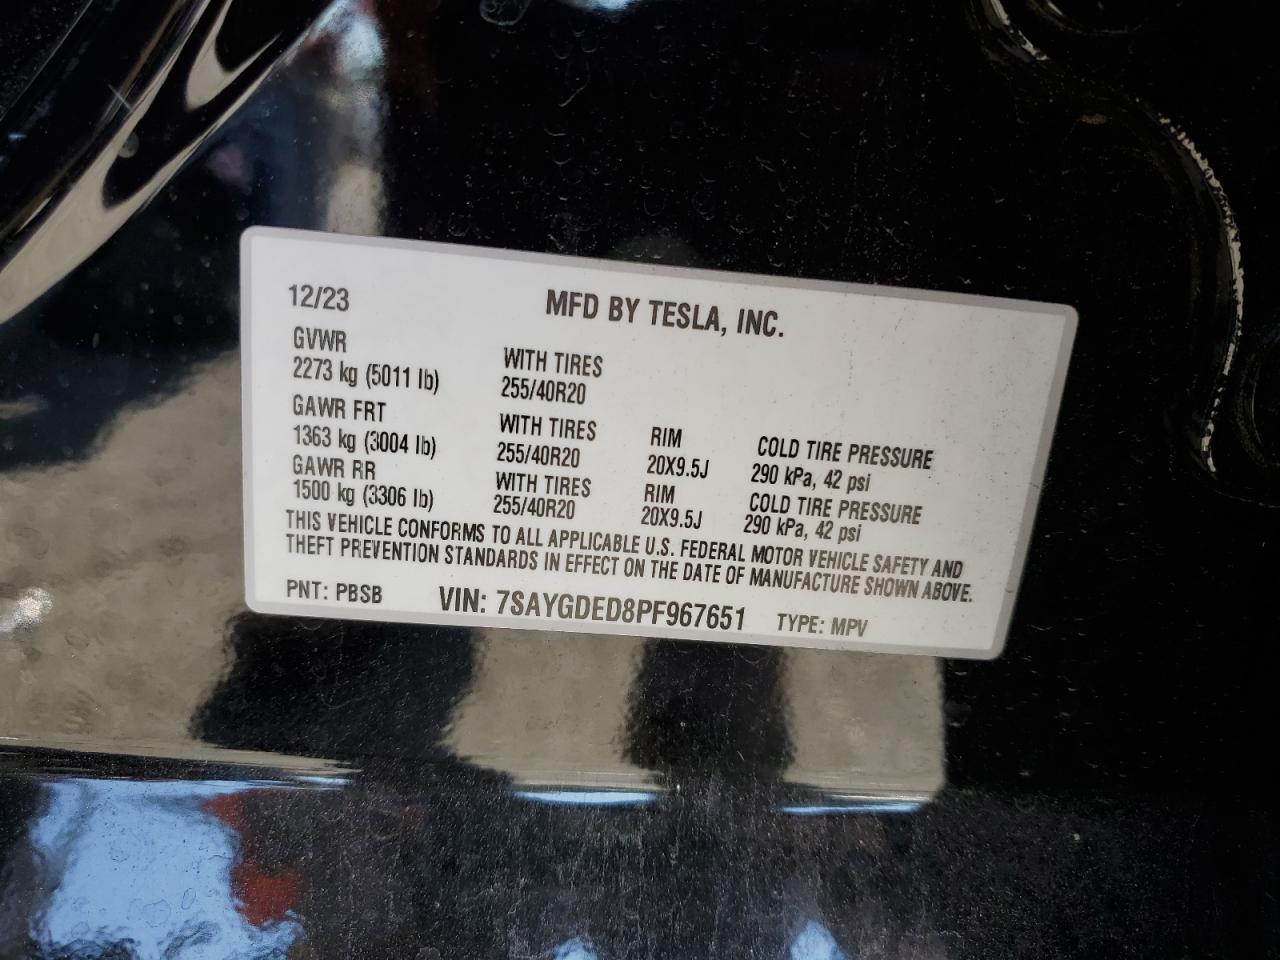 12/23 MFD BY TESLA, INC.
GVWR WITH TIRES
2273 kg (5011 lb) 255/40R20
GAWR FRT WITH TIRES RIM COLD TIRE PRESSURE
1363 kg (3004 lb) 255/40R20 20X9.5J 290 kPa, 42 psi
GAWR RR WITH TIRES RIM COLD TIRE PRESSURE
1500 kg (3306 lb) 255/40R20 20X9.5J 290 kPa, 42 psi
THIS VEHICLE CONFORMS TO ALL APPLICABLE U.S. FEDERAL MOTOR VEHICLE SAFETY AND
THEFT PREVENTION STANDARDS IN EFFECT ON THE DATE OF MANUFACTURE SHOWN ABOVE.
PNT: PBSB VIN: 7SAYGDED8PF967651 TYPE: MPV